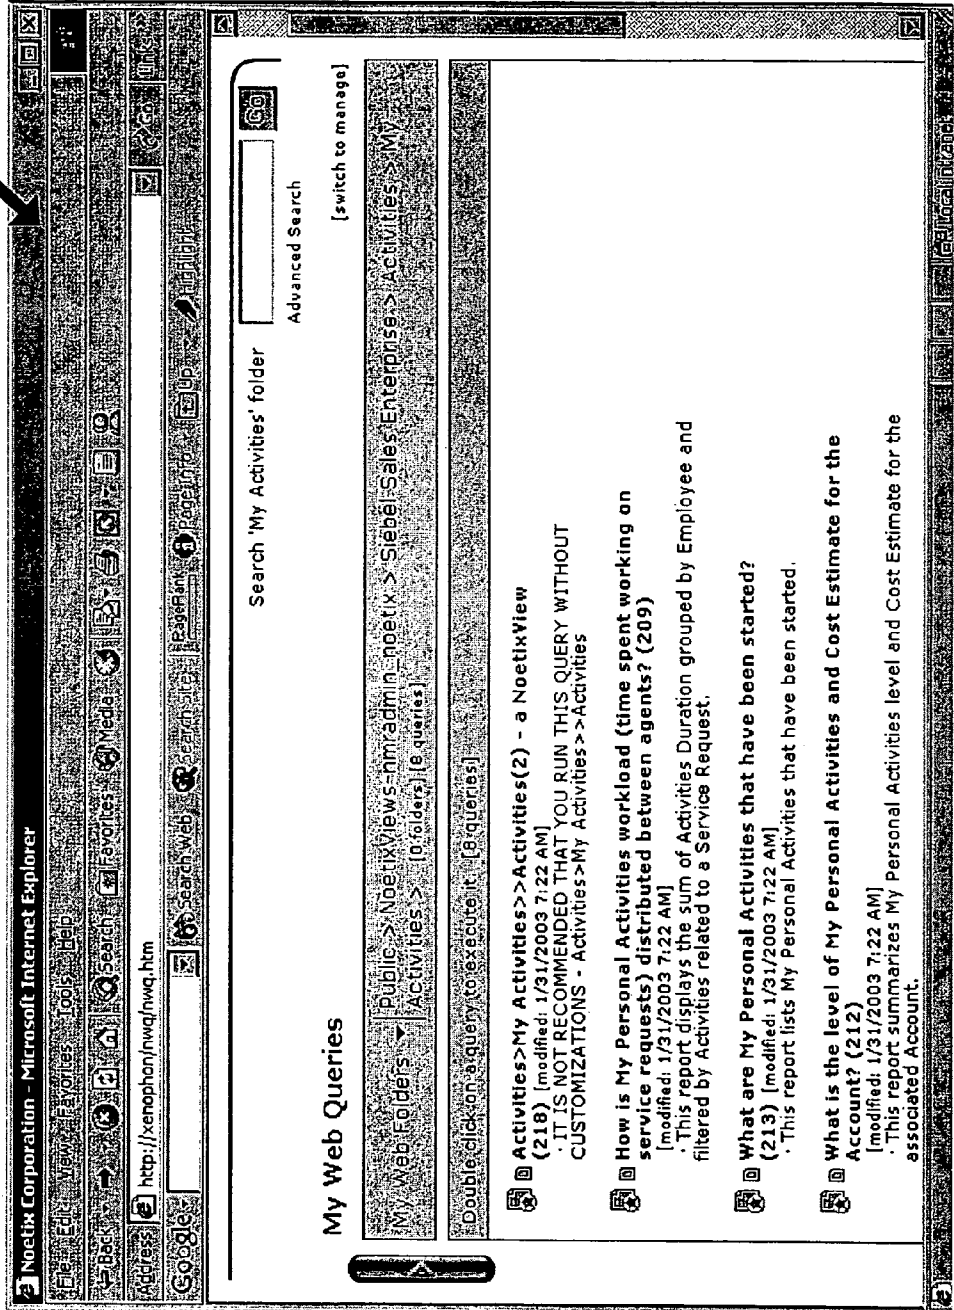 Noetix Corporation - Microsoft Internet Explorer
File Edit View Favorites Tools Help
Back Search Favorites Media
Address http://xenophon/nwq/nwq.htm Go Links >>
Google Search Web Search Site PageRank Page Info Up Highlight
Search 'My Activities' folder Go
Advanced Search
My Web Queries [switch to manage]
My Web Folders Public > NoetixViews-nmradmin_noetix > Siebel Sales Enterprise > Activities > My
Activities > [0 folders] [8 queries]
Double click on a query to execute it. [8 queries]
D Activities>My Activities>>Activities(2) - a NoetixView
(218) [modified: 1/31/2003 7:22 AM]
· IT IS NOT RECOMMENDED THAT YOU RUN THIS QUERY WITHOUT
CUSTOMIZATIONS - Activities>My Activities>>Activities
D How is My Personal Activities workload (time spent working on
service requests) distributed between agents? (209)
[modified: 1/31/2003 7:22 AM]
· This report displays the sum of Activities Duration grouped by Employee and
filtered by Activities related to a Service Request.
D What are My Personal Activities that have been started?
(213) [modified: 1/31/2003 7:22 AM]
· This report lists My Personal Activities that have been started.
D What is the level of My Personal Activities and Cost Estimate for the
Account? (212)
[modified: 1/31/2003 7:22 AM]
· This report summarizes My Personal Activities level and Cost Estimate for the
associated Account.
Local intranet